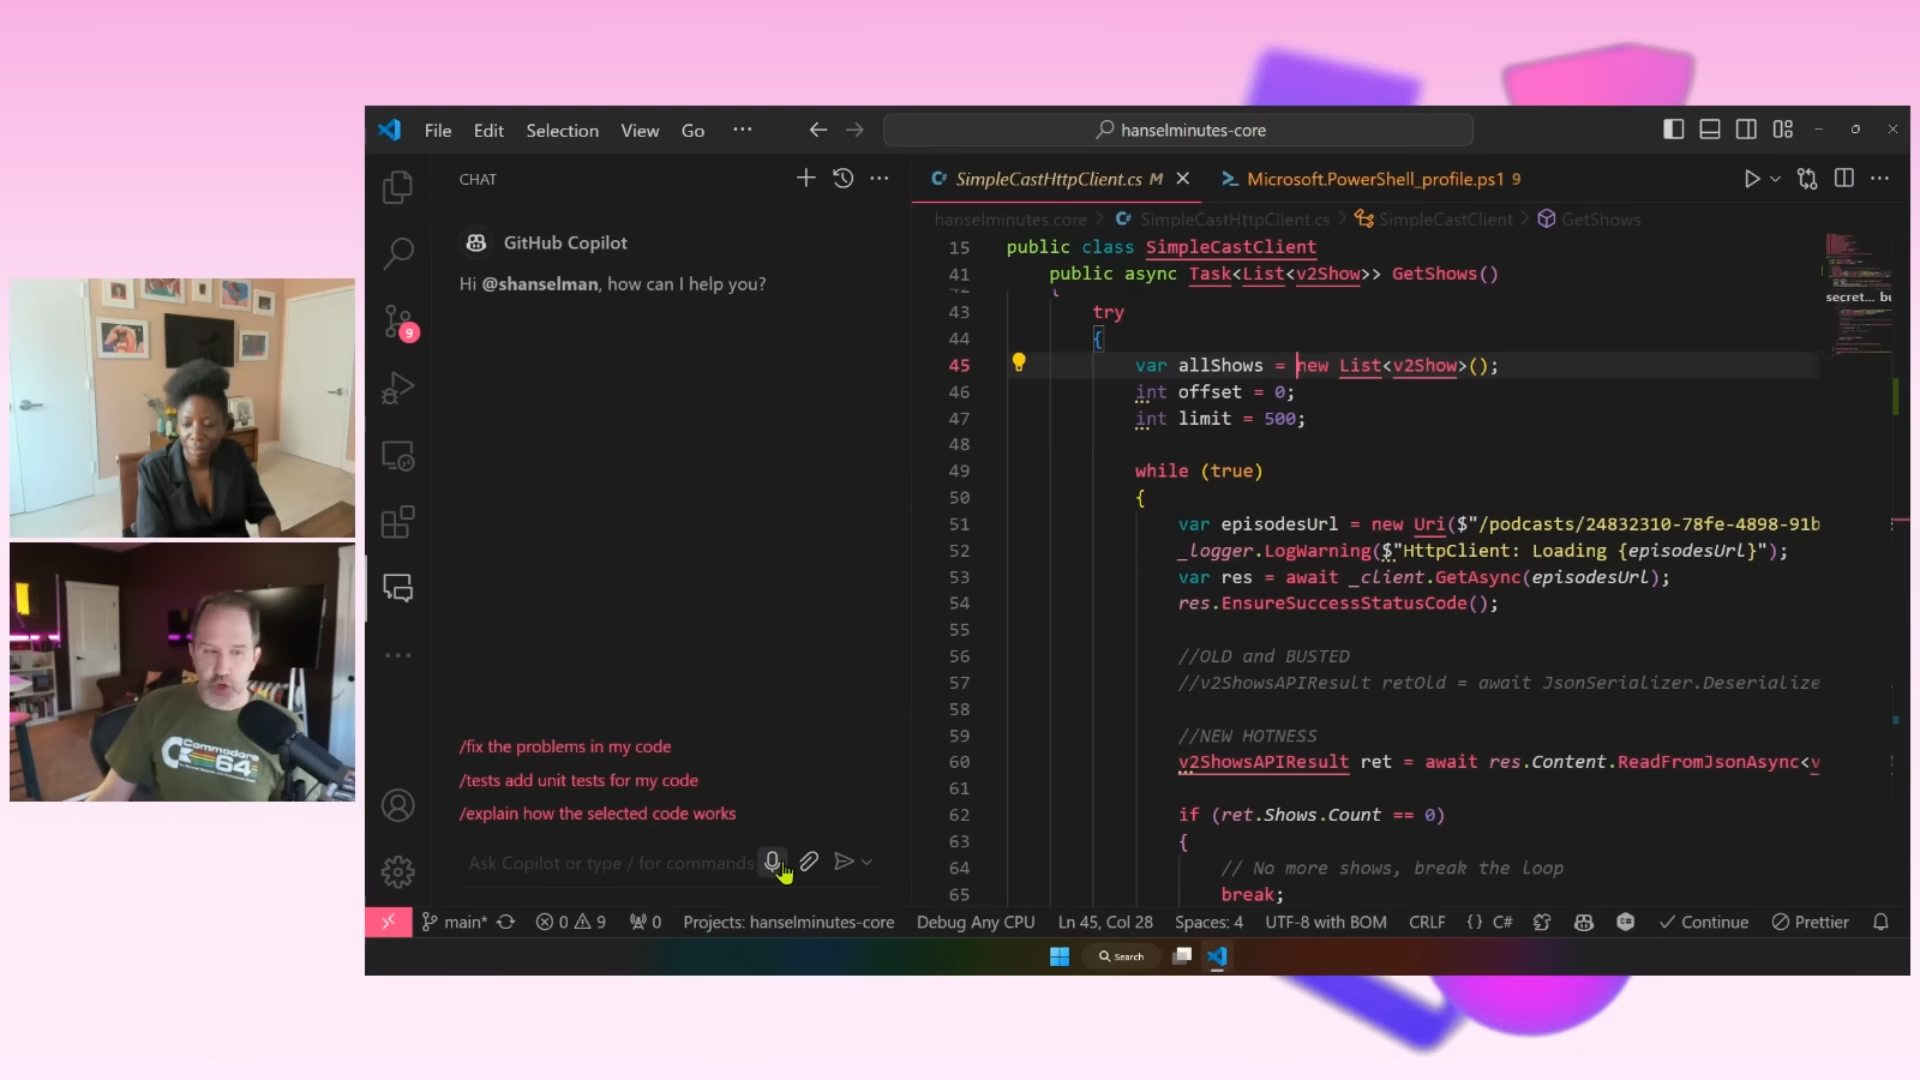 File Edit Selection View Go ... hanselminutes-core
CHAT
GitHub Copilot
Hi @shanselman, how can I help you?
/fix the problems in my code
/tests add unit tests for my code
/explain how the selected code works
Ask Copilot or type / for commands
9
SimpleCastHttpClient.cs M Microsoft.PowerShell_profile.ps1 9
hanselminutes.core > SimpleCastHttpClient.cs > SimpleCastClient > GetShows
15 public class SimpleCastClient
41 public async Task<List<v2Show>> GetShows()
43 try
44 {
45 var allShows = new List<v2Show>();
46 int offset = 0;
47 int limit = 500;
48
49 while (true)
50 {
51 var episodesUrl = new Uri($"/podcasts/24832310-78fe-4898-91b
52 _logger.LogWarning($"HttpClient: Loading {episodesUrl}");
53 var res = await _client.GetAsync(episodesUrl);
54 res.EnsureSuccessStatusCode();
55
56 //OLD and BUSTED
57 //v2ShowsAPIResult retOld = await JsonSerializer.Deserialize
58
59 //NEW HOTNESS
60 v2ShowsAPIResult ret = await res.Content.ReadFromJsonAsync<v
61
62 if (ret.Shows.Count == 0)
63 {
64 // No more shows, break the loop
65 break;
secret... bu
main* 0 9 0 Projects: hanselminutes-core Debug Any CPU Ln 45, Col 28 Spaces: 4 UTF-8 with BOM CRLF {} C# Continue Prettier
Search
Commodore
64